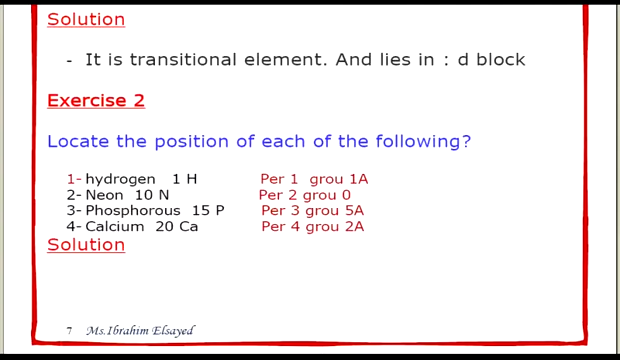 Solution
- It is transitional element. And lies in : d block
Exercise 2
Locate the position of each of the following?
1- hydrogen 1 H Per 1 grou 1A
2- Neon 10 N Per 2 grou 0
3- Phosphorous 15 P Per 3 grou 5A
4- Calcium 20 Ca Per 4 grou 2A
Solution
7 Ms.Ibrahim Elsayed